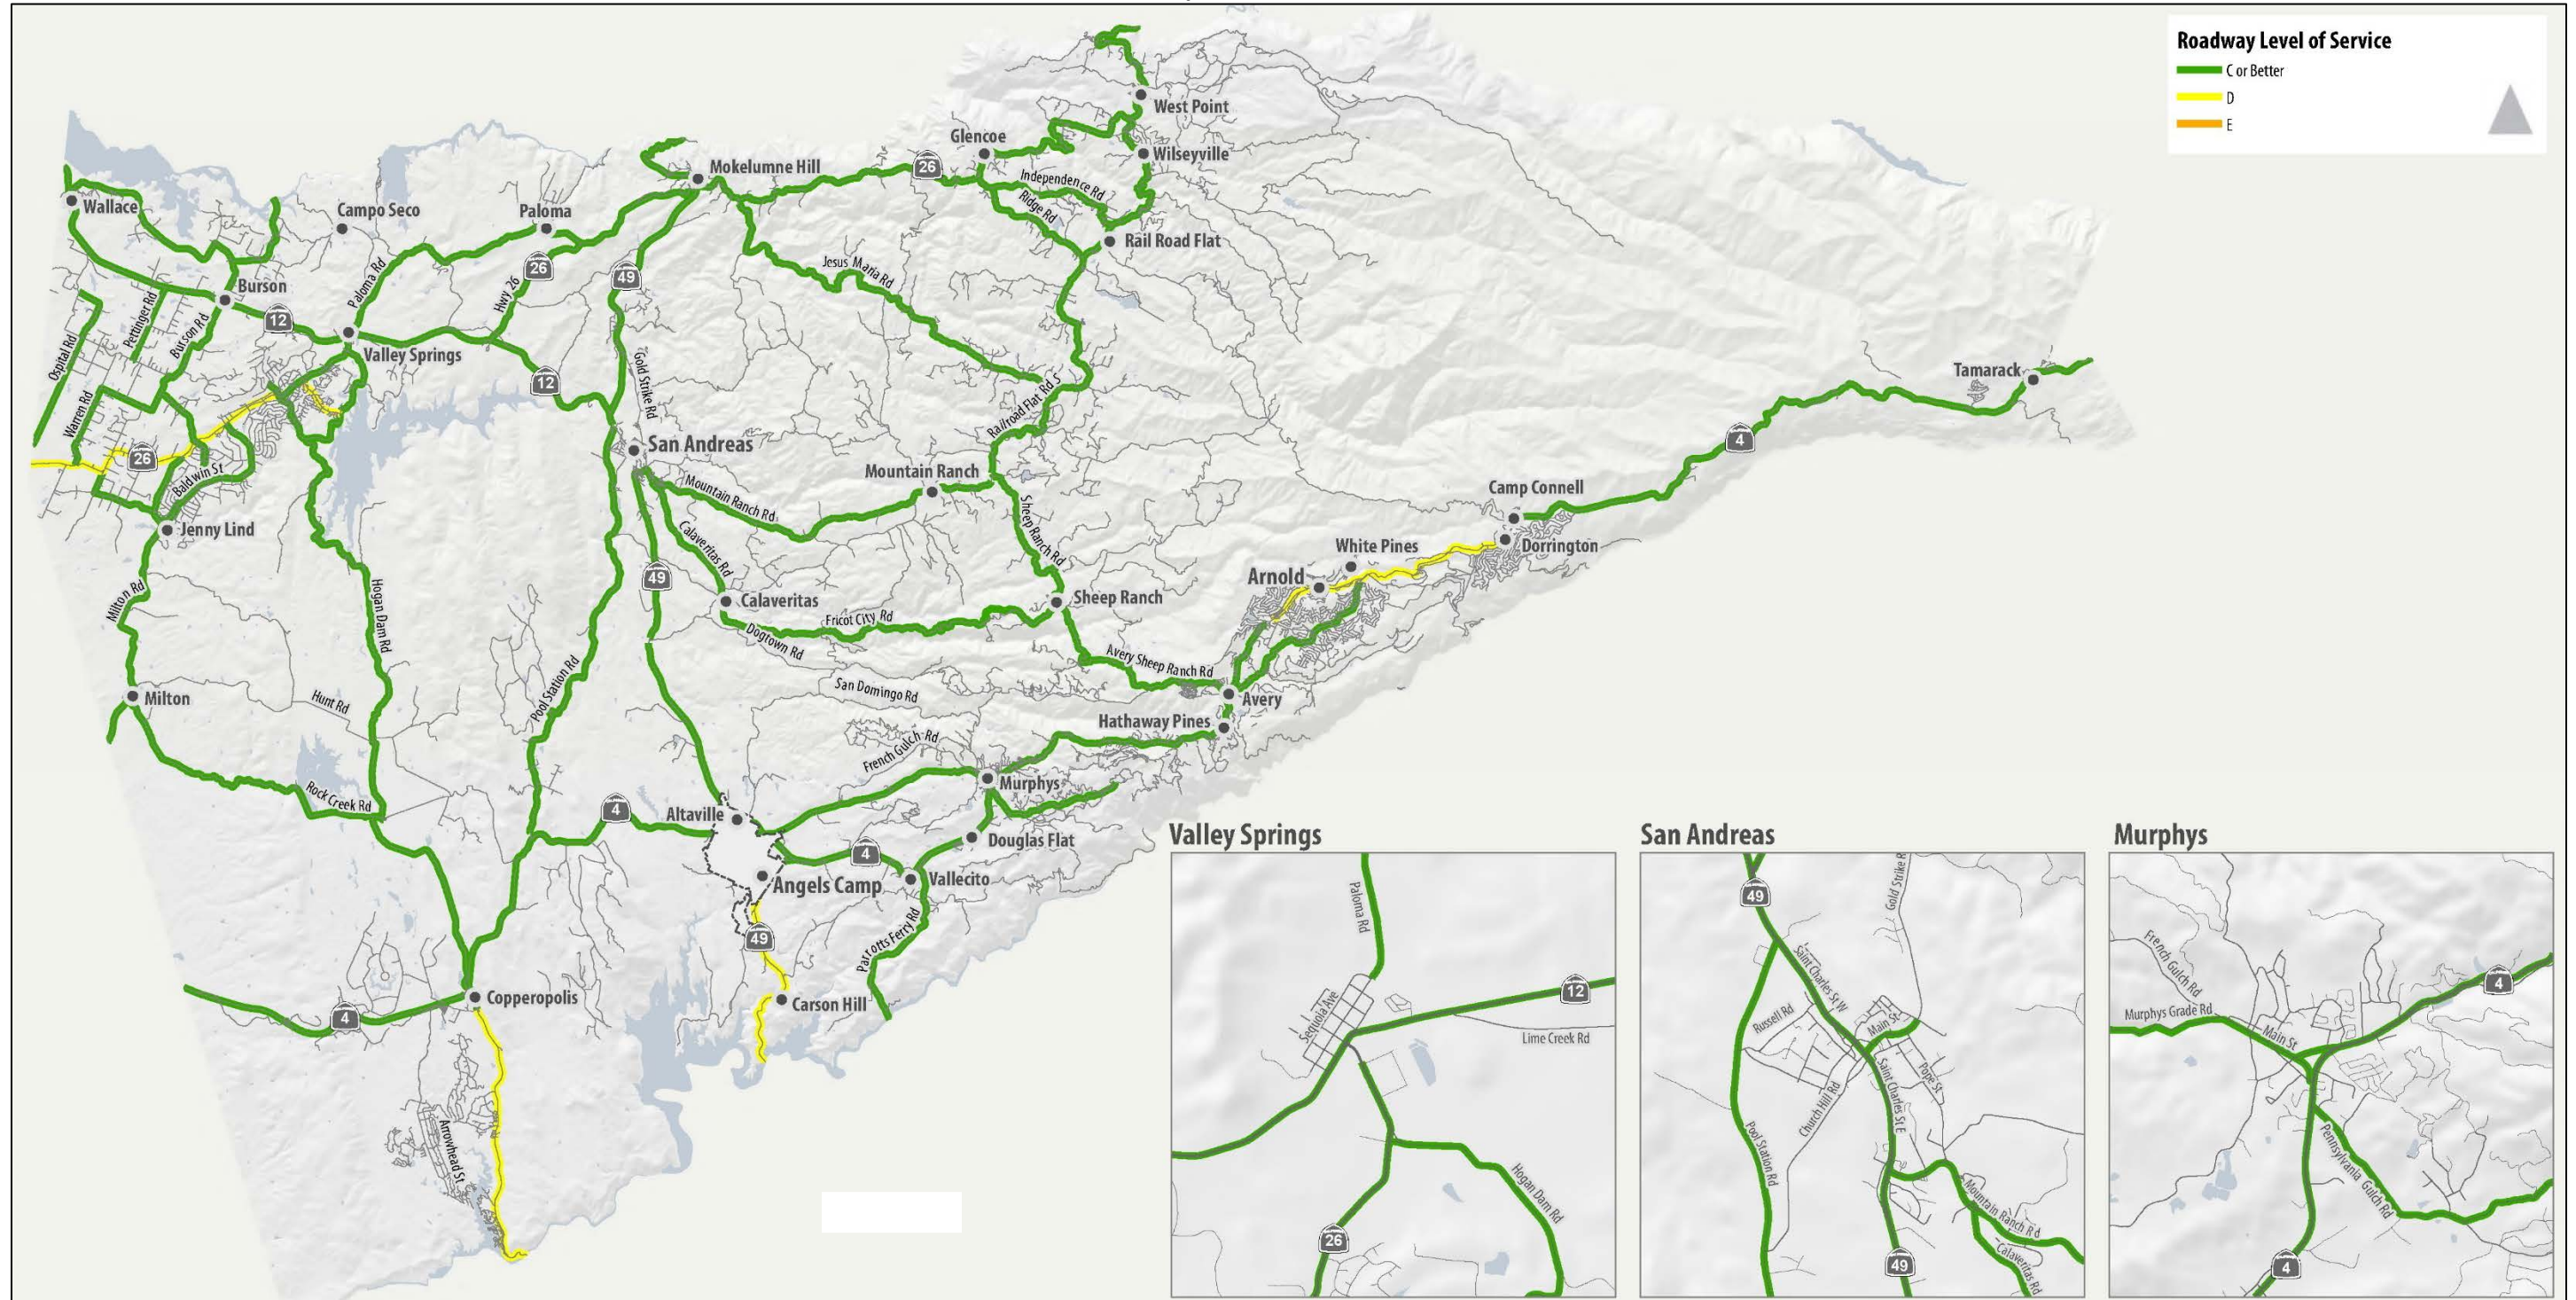 Roadway Level of Service
C or Better
D
E
West Point
Glencoe
Wilseyville
Mokelumne Hill
26
Independence Rd
Ridge Rd
Wallace
Campo Seco
Paloma
Rail Road Flat
Paloma Rd
26
49
Jesus Maria Rd
Burson
Hwy 26
Pettinger Rd
12
Burson Rd
Ospital Rd
Valley Springs
Gold Strike Rd
12
Tamarack
Railroad Flat Rd S
Warren Rd
4
San Andreas
26
Baldwin St
Mountain Ranch
Mountain Ranch Rd
Camp Connell
Jenny Lind
Sheep Ranch Rd
Calaveritas Rd
White Pines
Dorrington
Arnold
49
Milton Rd
Hogan Dam Rd
Calaveritas
Sheep Ranch
Fricot City Rd
Dogtown Rd
Avery Sheep Ranch Rd
Pool Station Rd
San Domingo Rd
Milton
Hunt Rd
Avery
Hathaway Pines
French Gulch Rd
Murphys
Rock Creek Rd
4
Altaville
Douglas Flat
4
Angels Camp
Vallecito
49
Parrotts Ferry Rd
Copperopolis
Carson Hill
4
Arrowhead St
Valley Springs
Paloma Rd
12
Sequoia Ave
Lime Creek Rd
Hogan Dam Rd
26
San Andreas
49
Gold Strike R
Saint Charles St W
Russell Rd
Main St
Saint Charles St E
Pope St
Church Hill Rd
Pool Station Rd
Mountain Ranch Rd
Calaveritas Rd
49
Murphys
French Gulch Rd
4
Murphys Grade Rd
Main St
Pennsylvania Gulch Rd
4